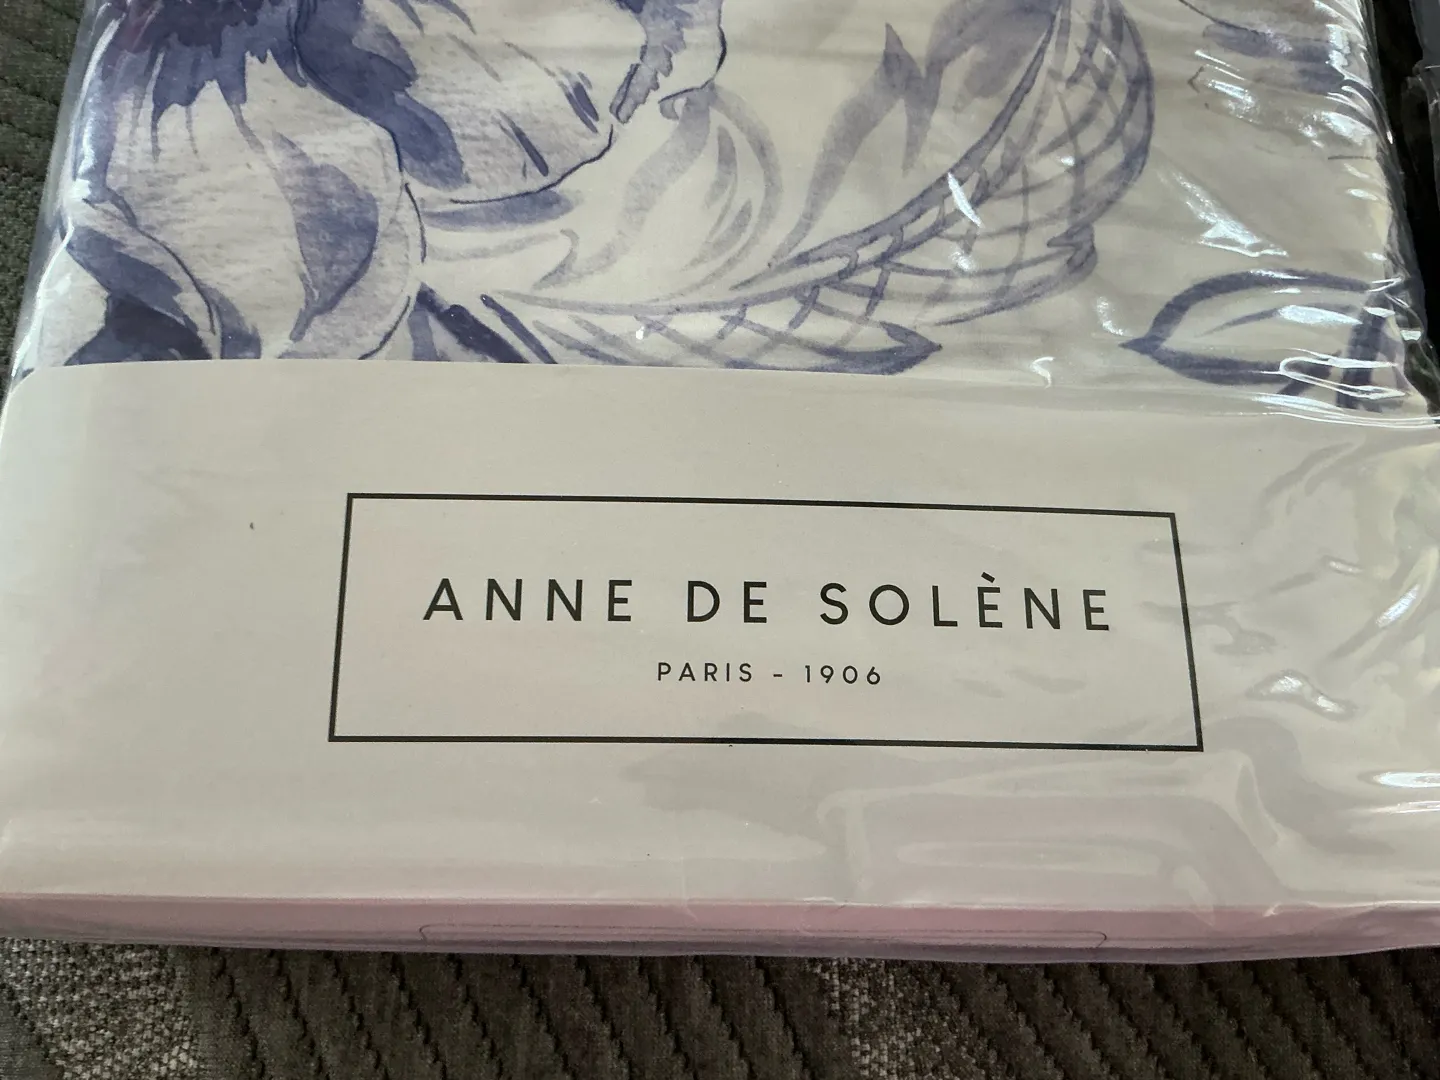 ANNE DE SOLÈNE
PARIS - 1906